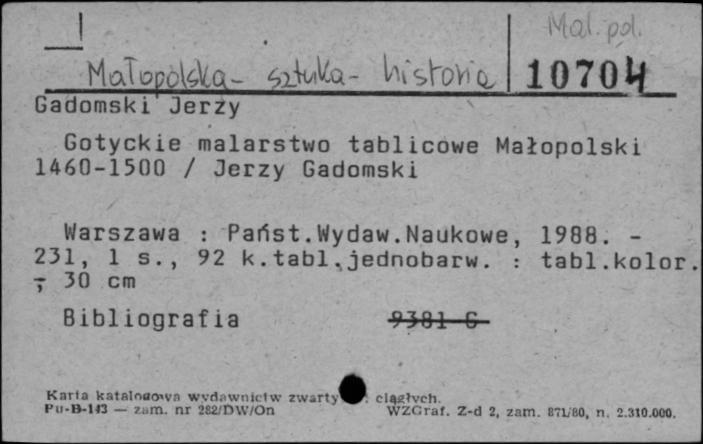 Mal. pol.
Małopolska - sztuka - historia
10704
Gadomski Jerzy
Gotyckie malarstwo tablicowe Małopolski
1460-1500 / Jerzy Gadomski
Warszawa : Państ.Wydaw.Naukowe, 1988. -
231, 1 s., 92 k.tabl.jednobarw. : tabl.kolor.
; 30 cm
Bibliografia 9381 G
Karta katalogowa wydawnictw zwarty ciągłych.
Pu-B-143 — zam. nr 282/DW/On WZGraf. Z-d 2, zam. 871/80, n. 2.310.000.